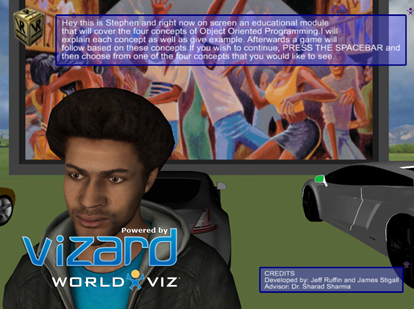 Hey this is Stephen and right now on screen an educational module
that will cover the four concepts of Object Oriented Programming.I will
explain each concept as well as give example. Afterwards a game will
follow based on these concepts.If you wish to continue, PRESS THE SPACEBAR and
then choose from one of the four concepts that you would like to see
Powered by
vizard
WORLD VIZ
CREDITS
Developed by: Jeff Ruffin and James Stigall
Advisor: Dr. Sharad Sharma